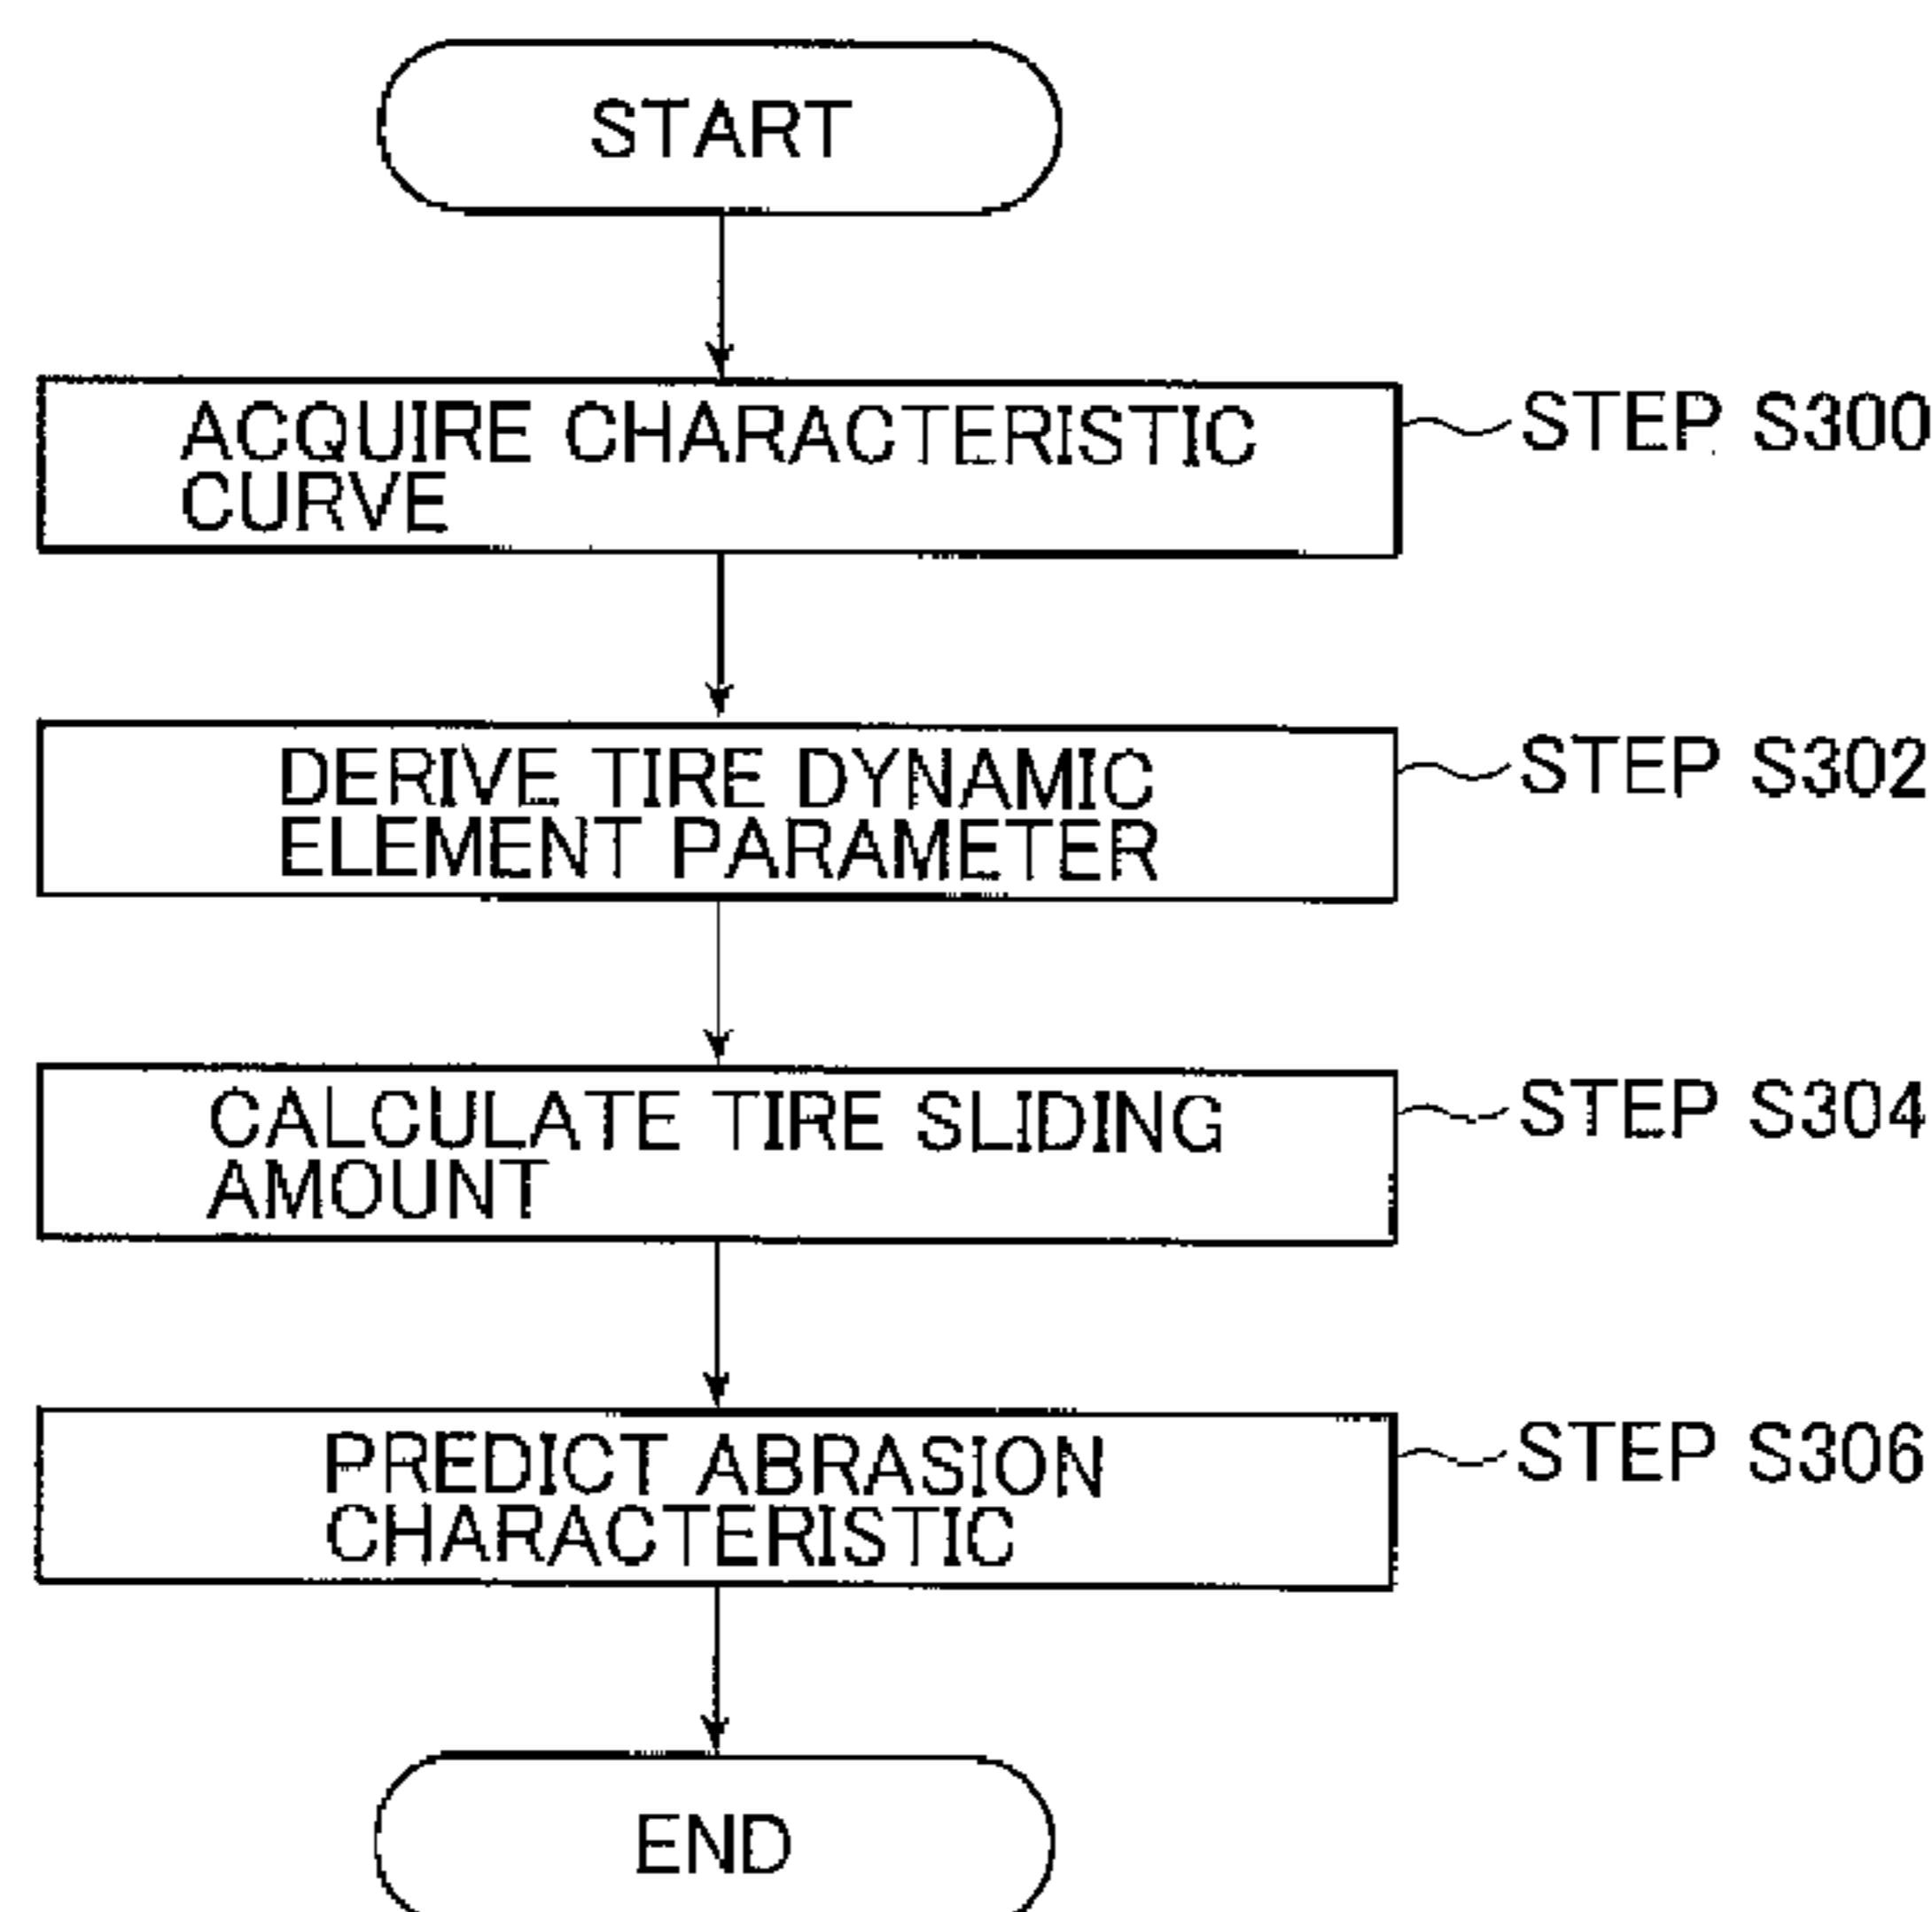 START
ACQUIRE CHARACTERISTIC
CURVE
STEP S300
DERIVE TIRE DYNAMIC
ELEMENT PARAMETER
STEP S302
CALCULATE TIRE SLIDING
AMOUNT
STEP S304
PREDICT ABRASION
CHARACTERISTIC
STEP S306
END